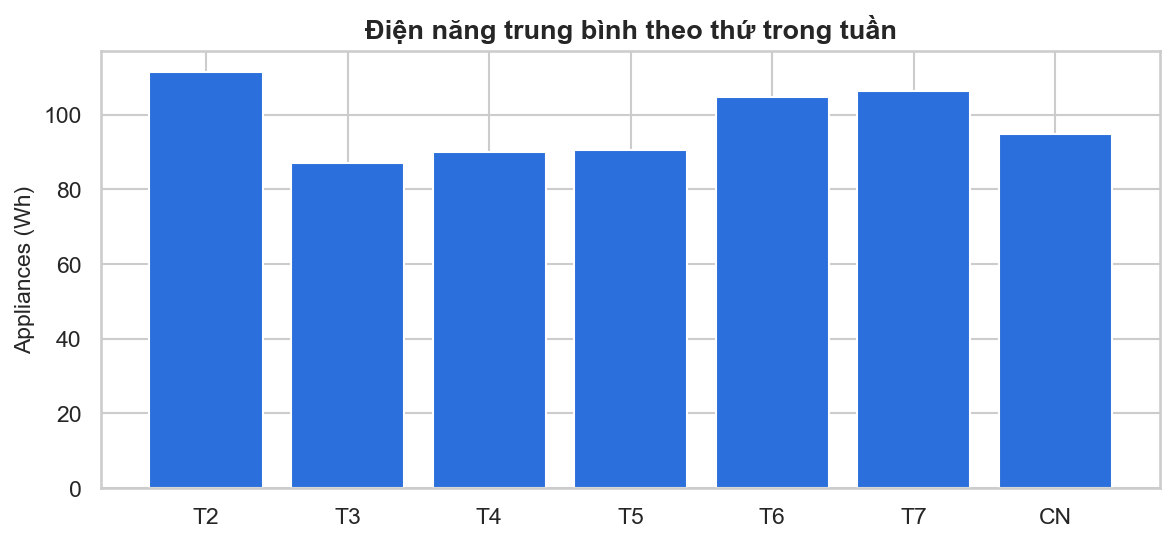 Điện năng trung bình theo thứ trong tuần
Appliances (Wh)
100
80
60
40
20
0
T2 T3 T4 T5 T6 T7 CN